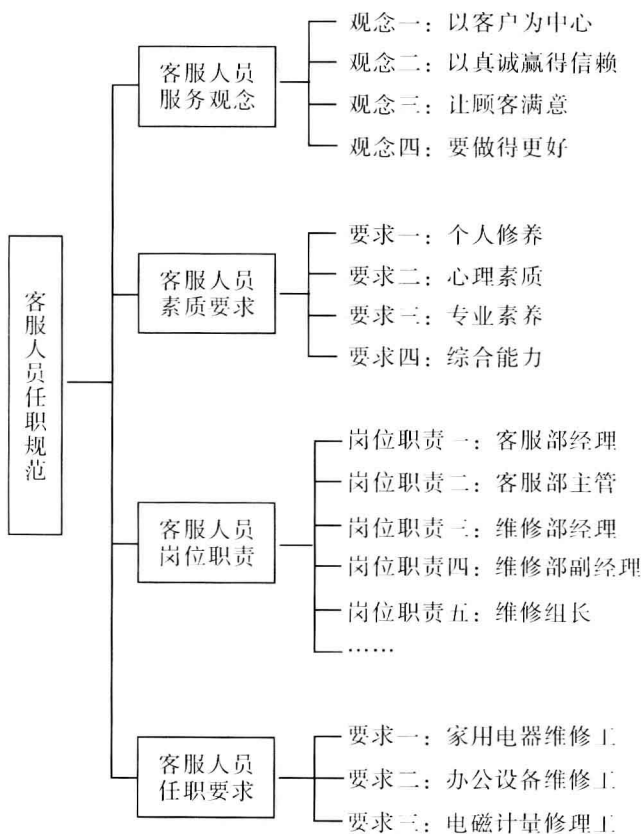 客服人员任职规范
客服人员
服务观念
观念一：以客户为中心
观念二：以真诚赢得信赖
观念三：让顾客满意
观念四：要做得更好
客服人员
素质要求
要求一：个人修养
要求二：心理素质
要求三：专业素养
要求四：综合能力
客服人员
岗位职责
岗位职责一：客服部经理
岗位职责二：客服部主管
岗位职责三：维修部经理
岗位职责四：维修部副经理
岗位职责五：维修组长
……
客服人员
任职要求
要求一：家用电器维修工
要求二：办公设备维修工
要求三：电磁计量修理工